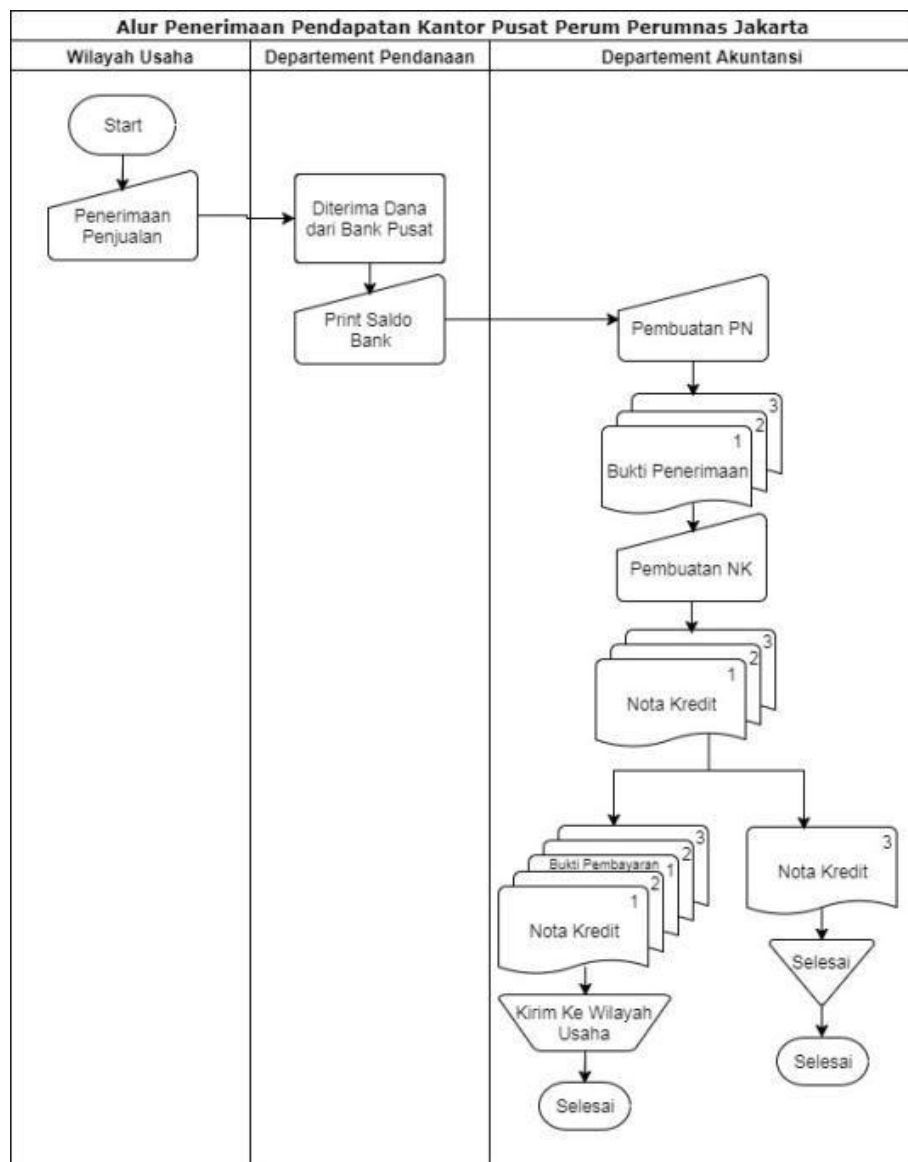 Alur Penerimaan Pendapatan Kantor Pusat Perum Perumnas Jakarta
Wilayah Usaha
Departement Pendanaan
Departement Akuntansi
Start
Penerimaan
Penjualan
Diterima Dana
dari Bank Pusat
Print Saldo
Bank
Pembuatan PN
3
2
1
Bukti Penerimaan
Pembuatan NK
3
2
1
Nota Kredit
3
2
Bukti Pembayaran
1
2
1
Nota Kredit
Kirim Ke Wilayah
Usaha
Selesai
3
Nota Kredit
Selesai
Selesai